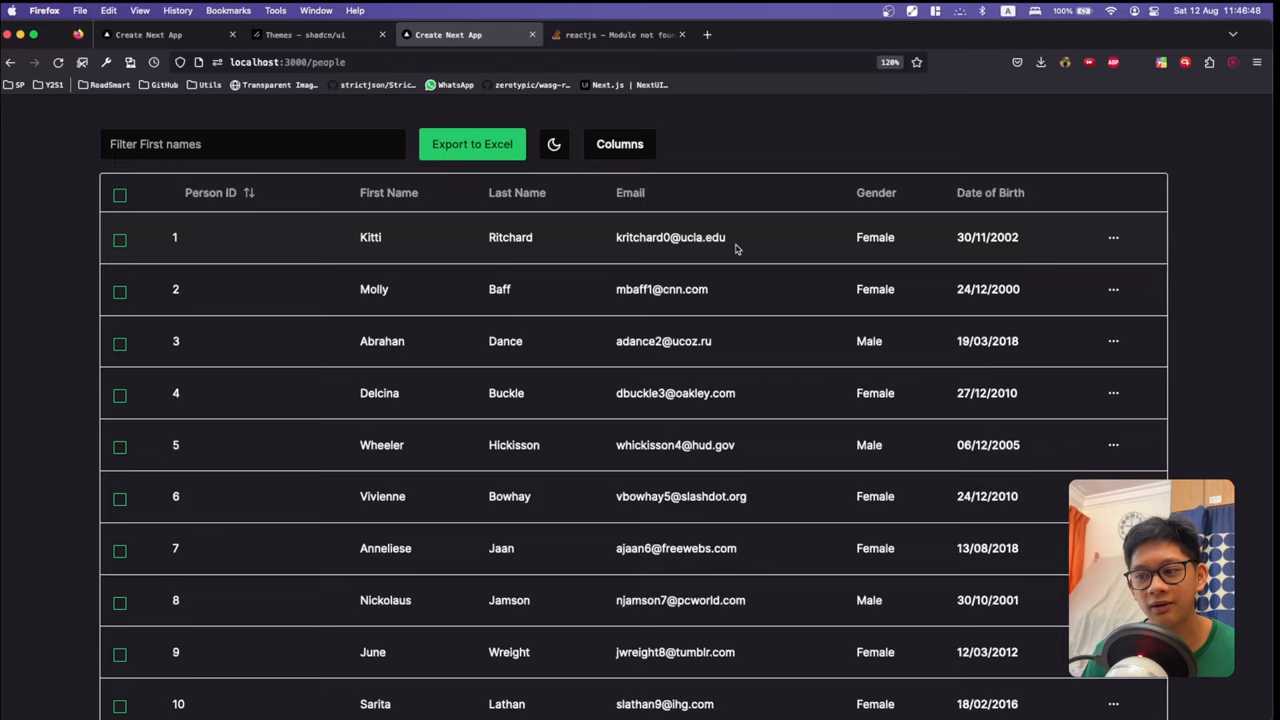 Firefox File Edit View History Bookmarks Tools Window Help A 100% Sat 12 Aug 11:46:48
Create Next App Themes – shadcn/ui Create Next App reactjs – Module not foun
localhost:3000/people 120%
SP Y2S1 RoadSmart GitHub Utils Transparent Imag... strictjson/Stric... WhatsApp zerotypic/wasg-r... Next.js | NextUI...
Filter First names Export to Excel Columns
Person ID First Name Last Name Email Gender Date of Birth
1 Kitti Ritchard kritchard0@ucla.edu Female 30/11/2002 ...
2 Molly Baff mbaff1@cnn.com Female 24/12/2000 ...
3 Abrahan Dance adance2@ucoz.ru Male 19/03/2018 ...
4 Delcina Buckle dbuckle3@oakley.com Female 27/12/2010 ...
5 Wheeler Hickisson whickisson4@hud.gov Male 06/12/2005 ...
6 Vivienne Bowhay vbowhay5@slashdot.org Female 24/12/2010
7 Anneliese Jaan ajaan6@freewebs.com Female 13/08/2018
8 Nickolaus Jamson njamson7@pcworld.com Male 30/10/2001
9 June Wreight jwreight8@tumblr.com Female 12/03/2012
10 Sarita Lathan slathan9@ihg.com Female 18/02/2016 ...